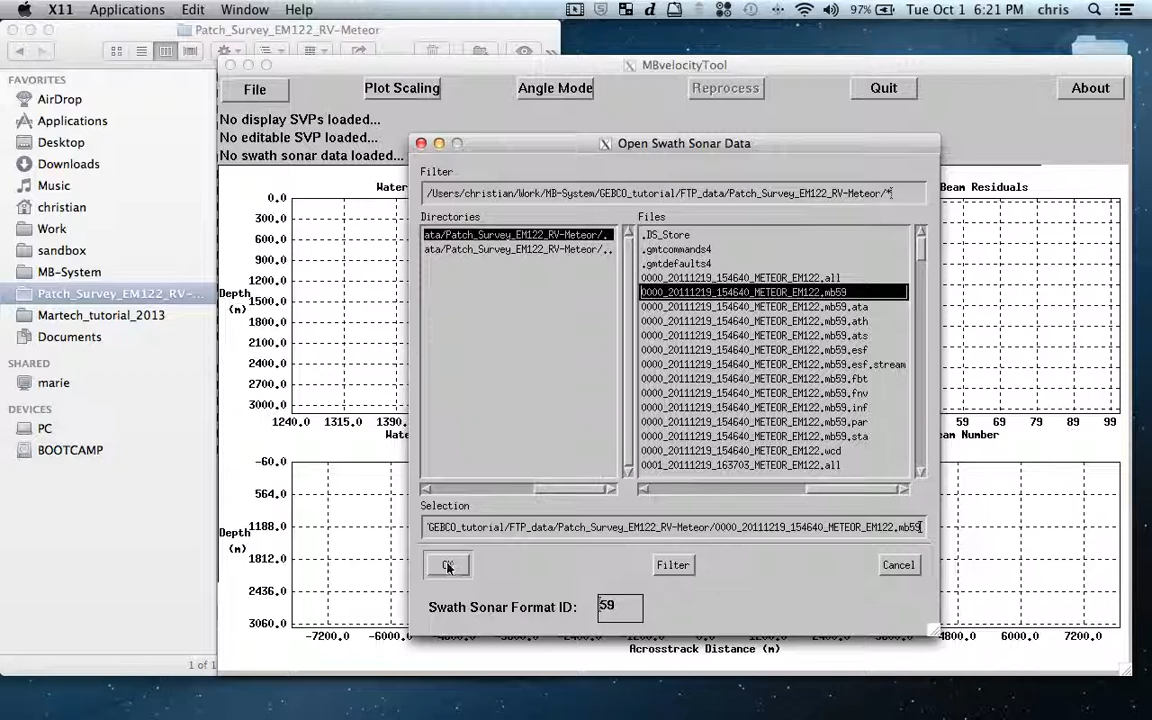 X11 Applications Edit Window Help 97% Tue Oct 1 6:21 PM chris
Patch_Survey_EM122_RV-Meteor
MBvelocityTool
File Plot Scaling Angle Mode Reprocess Quit About
No display SVPs loaded...
No editable SVP loaded...
No swath sonar data loaded...
FAVORITES
AirDrop
Applications
Desktop
Downloads
Music
christian
Work
sandbox
MB-System
Patch_Survey_EM122_RV-...
Martech_tutorial_2013
Documents
SHARED
marie
DEVICES
PC
BOOTCAMP
1 of 1
Open Swath Sonar Data
Filter
/Users/christian/Work/MB-System/GEBCO_tutorial/FTP_data/Patch_Survey_EM122_RV-Meteor/*
Directories
ata/Patch_Survey_EM122_RV-Meteor/.
ata/Patch_Survey_EM122_RV-Meteor/..
Files
.DS_Store
.gmtcommands4
.gmtdefaults4
0000_20111219_154640_METEOR_EM122.all
0000_20111219_154640_METEOR_EM122.mb59
0000_20111219_154640_METEOR_EM122.mb59.ata
0000_20111219_154640_METEOR_EM122.mb59.ath
0000_20111219_154640_METEOR_EM122.mb59.ats
0000_20111219_154640_METEOR_EM122.mb59.esf
0000_20111219_154640_METEOR_EM122.mb59.esf.stream
0000_20111219_154640_METEOR_EM122.mb59.fbt
0000_20111219_154640_METEOR_EM122.mb59.fnv
0000_20111219_154640_METEOR_EM122.mb59.inf
0000_20111219_154640_METEOR_EM122.mb59.par
0000_20111219_154640_METEOR_EM122.mb59.sta
0000_20111219_154640_METEOR_EM122.wcd
0001_20111219_163703_METEOR_EM122.all
Selection
GEBCO_tutorial/FTP_data/Patch_Survey_EM122_RV-Meteor/0000_20111219_154640_METEOR_EM122.mb59
OK Filter Cancel
Swath Sonar Format ID: 59
Wate
Beam Residuals
0.0
300.0
600.0
900.0
1200.0
Depth
(m)
1500.0
1800.0
2100.0
2400.0
2700.0
3000.0
1240.0 1315.0 1390. 59 69 79 89 99
Wate
am Number
-60.0
564.0
Depth
(m)
1188.0
1812.0
2436.0
3060.0
-7200.0 -6000. 4800.0 6000.0 7200.0
Acrosstrack Distance (m)